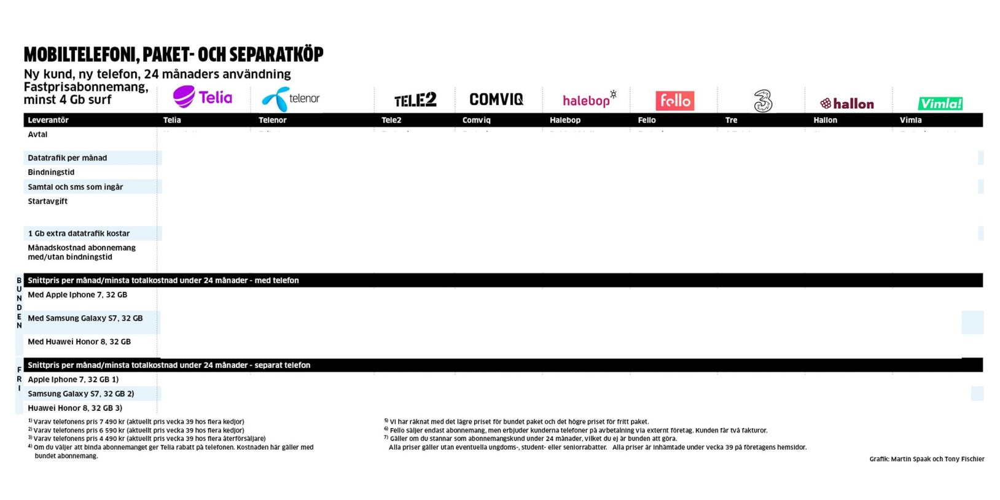 MOBILTELEFONI, PAKET- OCH SEPARATKÖP
Ny kund, ny telefon, 24 månaders användning
Fastprisabonnemang,
minst 4 Gb surf
Telia telenor TELE2 COMVIQ halebop fello 3 hallon Vimla!
Leverantör Telia Telenor Tele2 Comviq Halebop Fello Tre Hallon Vimla
Avtal
Datatrafik per månad
Bindningstid
Samtal och sms som ingår
Startavgift
1 Gb extra datatrafik kostar
Månadskostnad abonnemang
med/utan bindningstid
BUNDEN
Snittpris per månad/minsta totalkostnad under 24 månader - med telefon
Med Apple Iphone 7, 32 GB
Med Samsung Galaxy S7, 32 GB
Med Huawei Honor 8, 32 GB
FRI
Snittpris per månad/minsta totalkostnad under 24 månader - separat telefon
Apple Iphone 7, 32 GB 1)
Samsung Galaxy S7, 32 GB 2)
Huawei Honor 8, 32 GB 3)
1) Varav telefonens pris 7 490 kr (aktuellt pris vecka 39 hos flera kedjor)
2) Varav telefonens pris 6 590 kr (aktuellt pris vecka 39 hos flera kedjor)
3) Varav telefonens pris 4 490 kr (aktuellt pris vecka 39 hos flera återförsäljare)
4) Om du väljer att binda abonnemanget ger Telia rabatt på telefonen. Kostnaden här gäller med
bundet abonnemang.
5) Vi har räknat med det lägre priset för bundet paket och det högre priset för fritt paket.
6) Fello säljer endast abonnemang, men erbjuder kunderna telefoner på avbetalning via externt företag. Kunden får två fakturor.
7) Gäller om du stannar som abonnemangskund under 24 månader, vilket du ej är bunden att göra.
Alla priser gäller utan eventuella ungdoms-, student- eller seniorrabatter. Alla priser är inhämtade under vecka 39 på företagens hemsidor.
Grafik: Martin Spaak och Tony Fischier